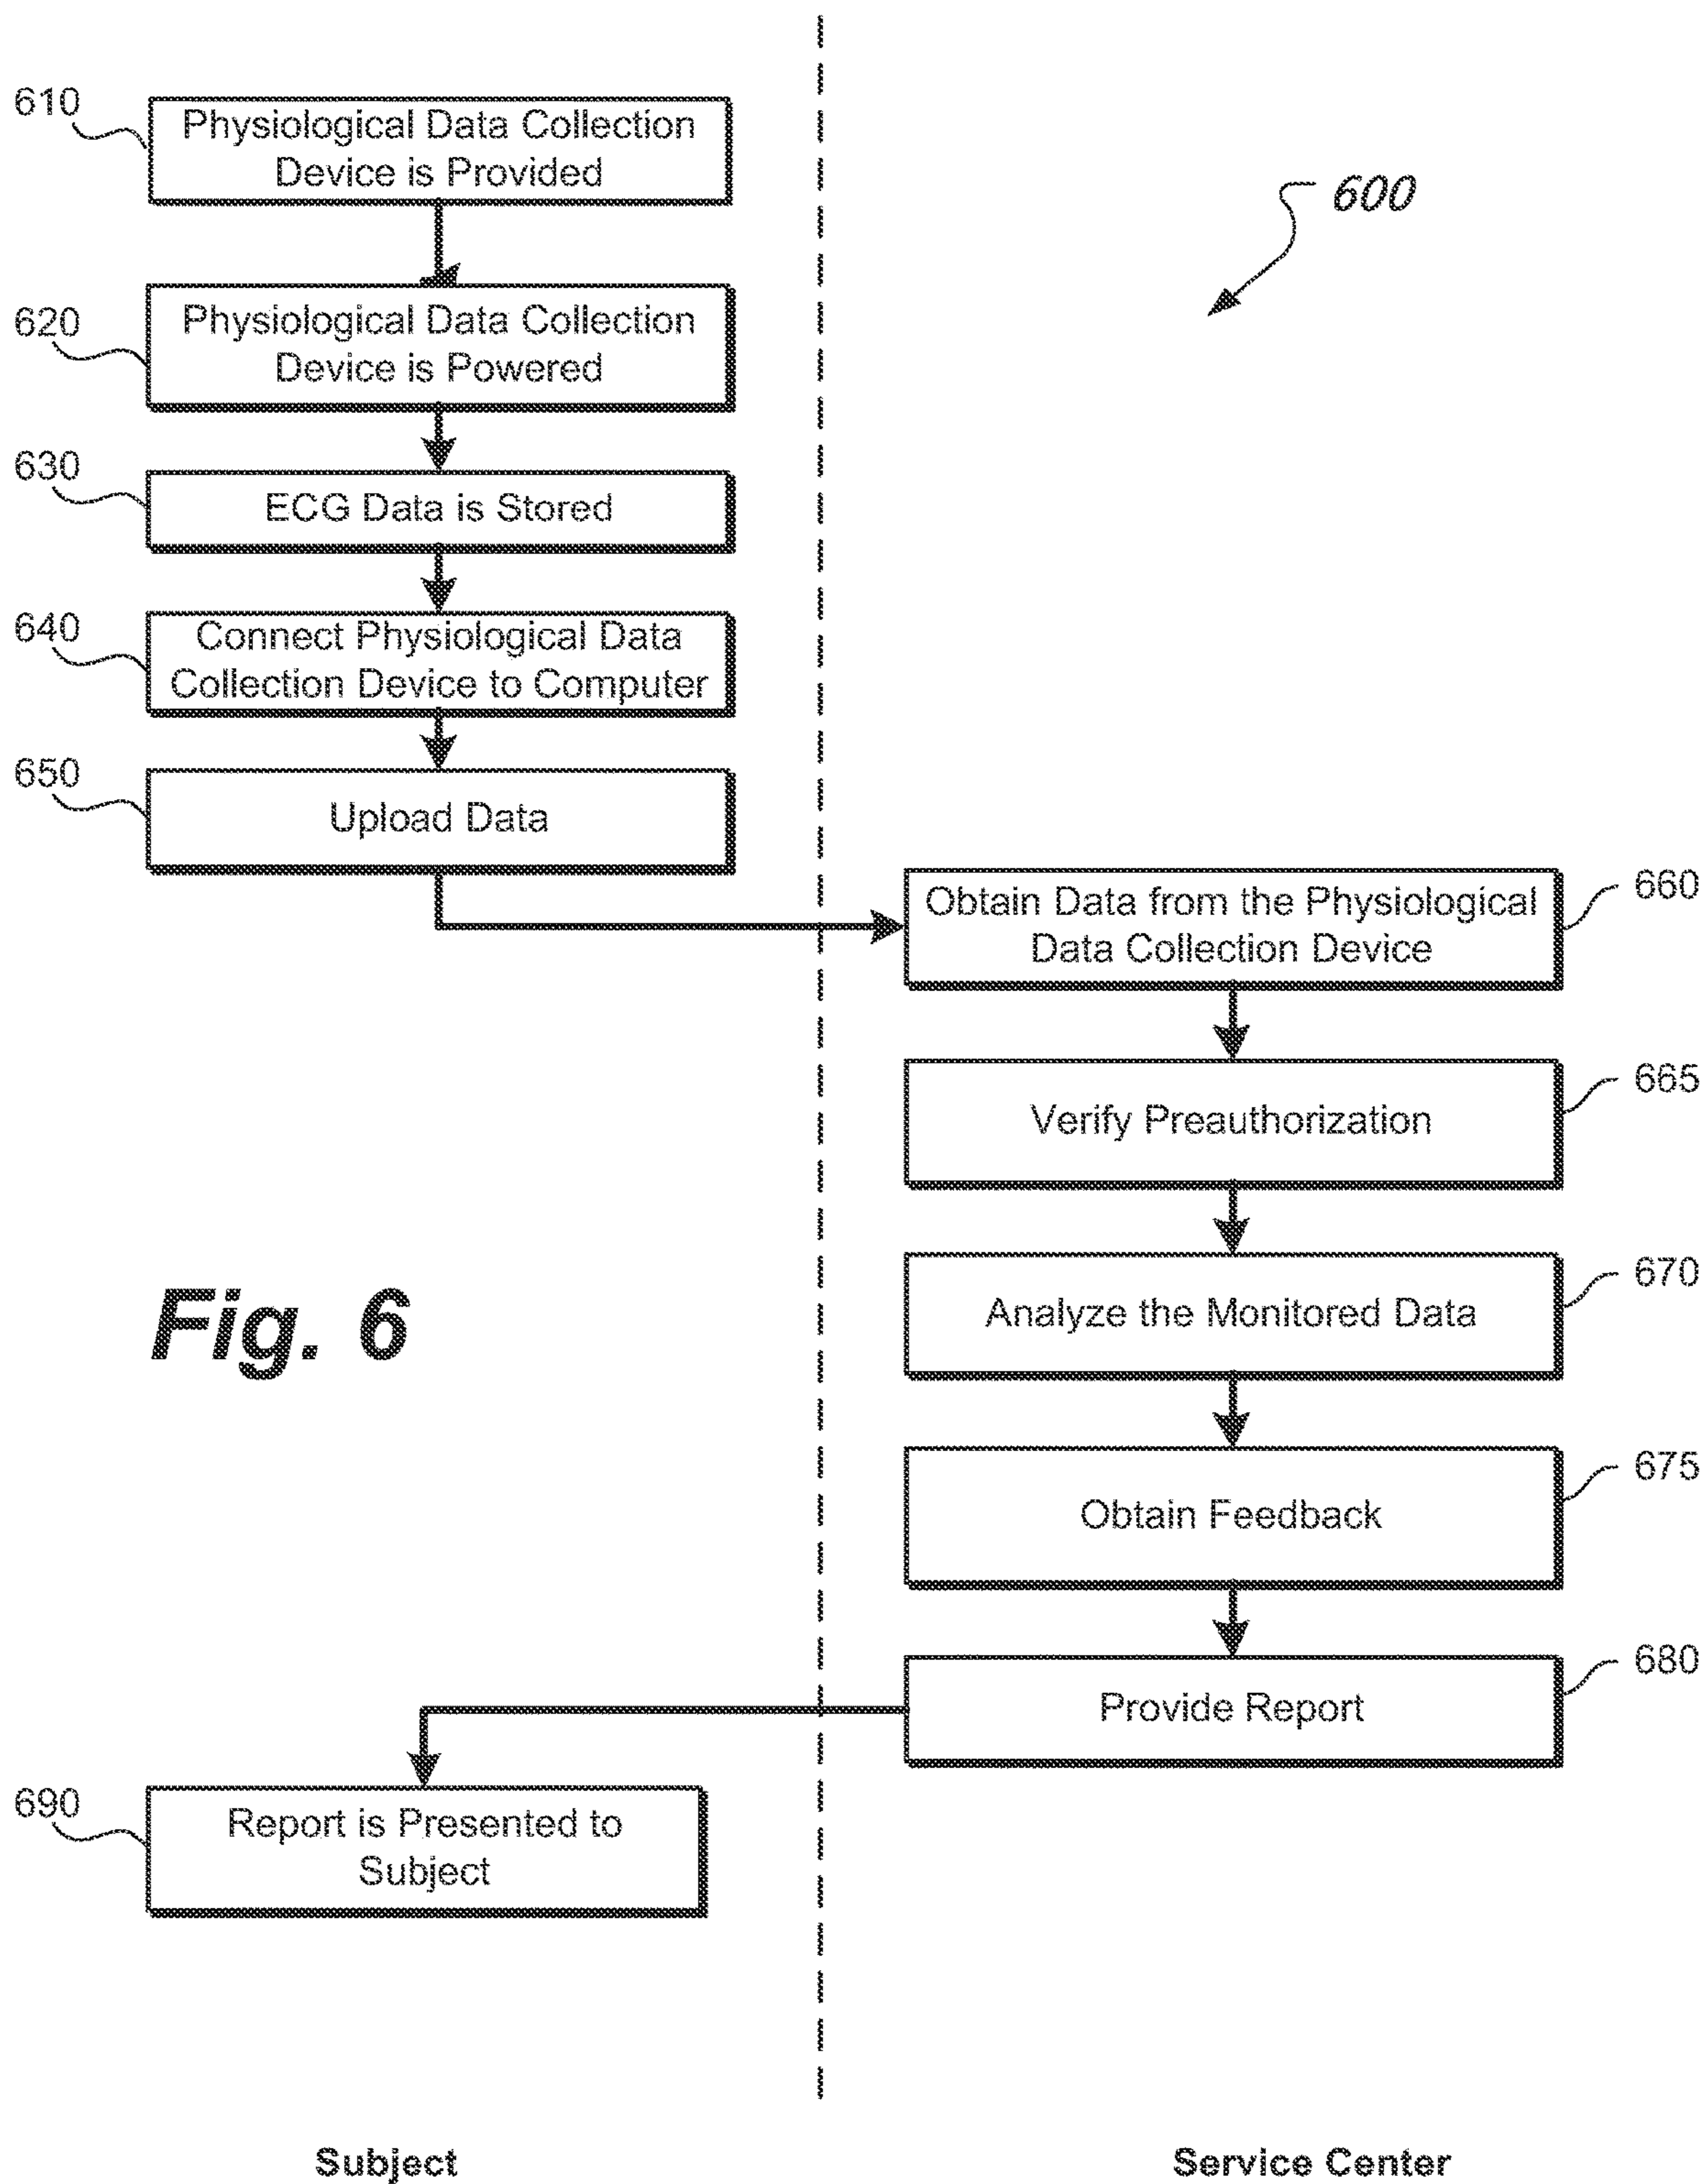 610
Physiological Data Collection
Device is Provided
600
620
Physiological Data Collection
Device is Powered
630
ECG Data is Stored
640
Connect Physiological Data
Collection Device to Computer
650
Upload Data
660
Obtain Data from the Physiological
Data Collection Device
665
Verify Preauthorization
670
Analyze the Monitored Data
Fig. 6
675
Obtain Feedback
680
Provide Report
690
Report is Presented to
Subject
Subject
Service Center